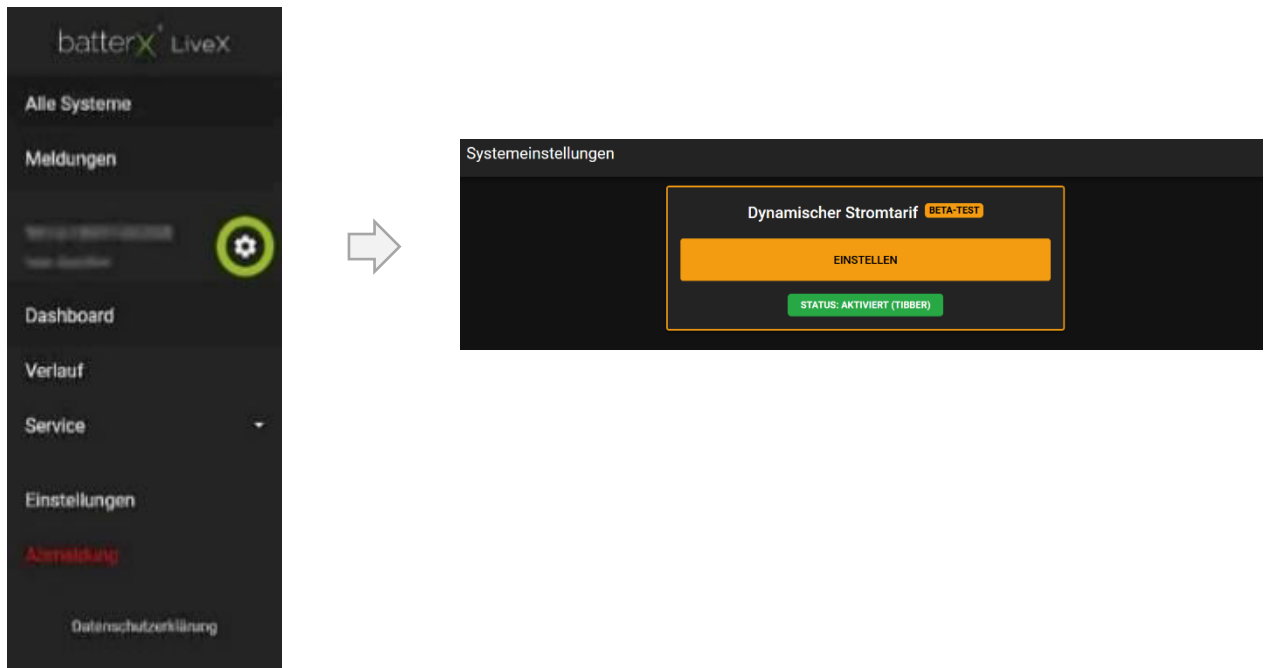 batterX LiveX
Alle Systeme
Meldungen
Dashboard
Verlauf
Service
Einstellungen
Abmeldung
Datenschutzerklärung
Systemeinstellungen
Dynamischer Stromtarif BETA-TEST
EINSTELLEN
STATUS: AKTIVIERT (TIBBER)